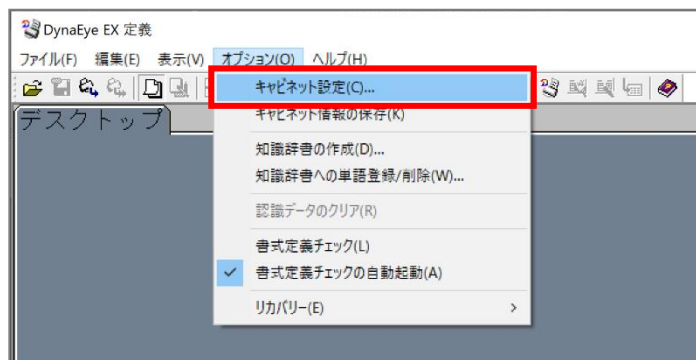 DynaEye EX 定義
ファイル(F) 編集(E) 表示(V) オプション(O) ヘルプ(H)
キャビネット設定(C)...
キャビネット情報の保存(K)
デスクトップ
知識辞書の作成(D)...
知識辞書への単語登録/削除(W)...
認識データのクリア(R)
書式定義チェック(L)
書式定義チェックの自動起動(A)
リカバリー(E)